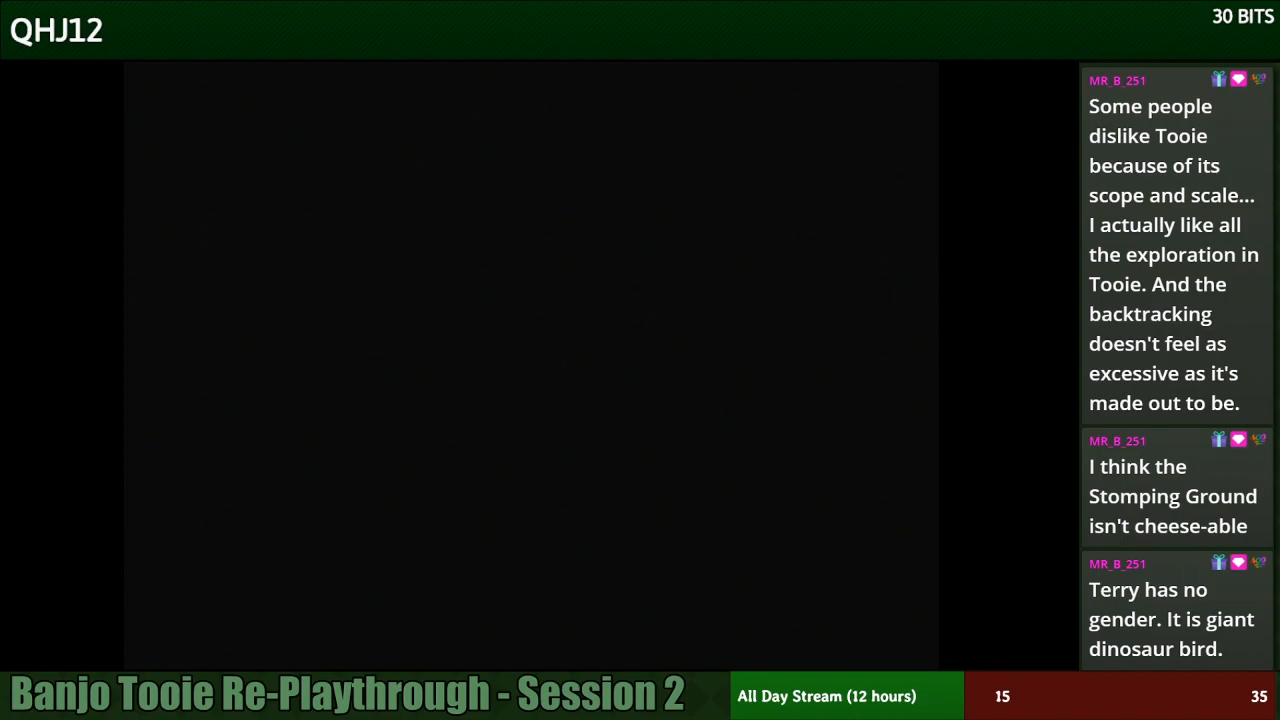 QHJ12
30 BITS
MR_B_251
Some people
dislike Tooie
because of its
scope and scale...
I actually like all
the exploration in
Tooie. And the
backtracking
doesn't feel as
excessive as it's
made out to be.
MR_B_251
I think the
Stomping Ground
isn't cheese-able
MR_B_251
Terry has no
gender. It is giant
dinosaur bird.
Banjo Tooie Re-Playthrough - Session 2
All Day Stream (12 hours)
15
35